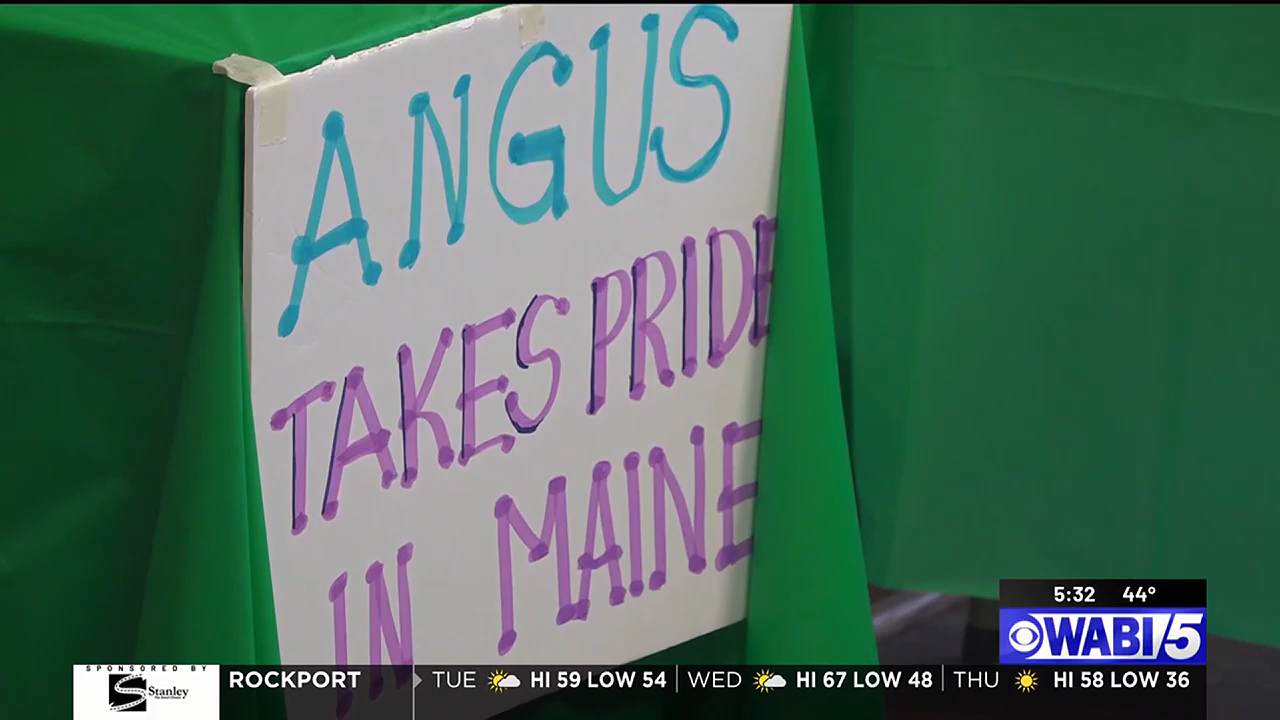 ANGUS
TAKES PRIDE
IN MAINE
5:32 44°
WABI 5
SPONSORED BY
Stanley
ROCKPORT TUE HI 59 LOW 54 WED HI 67 LOW 48 THU HI 58 LOW 36